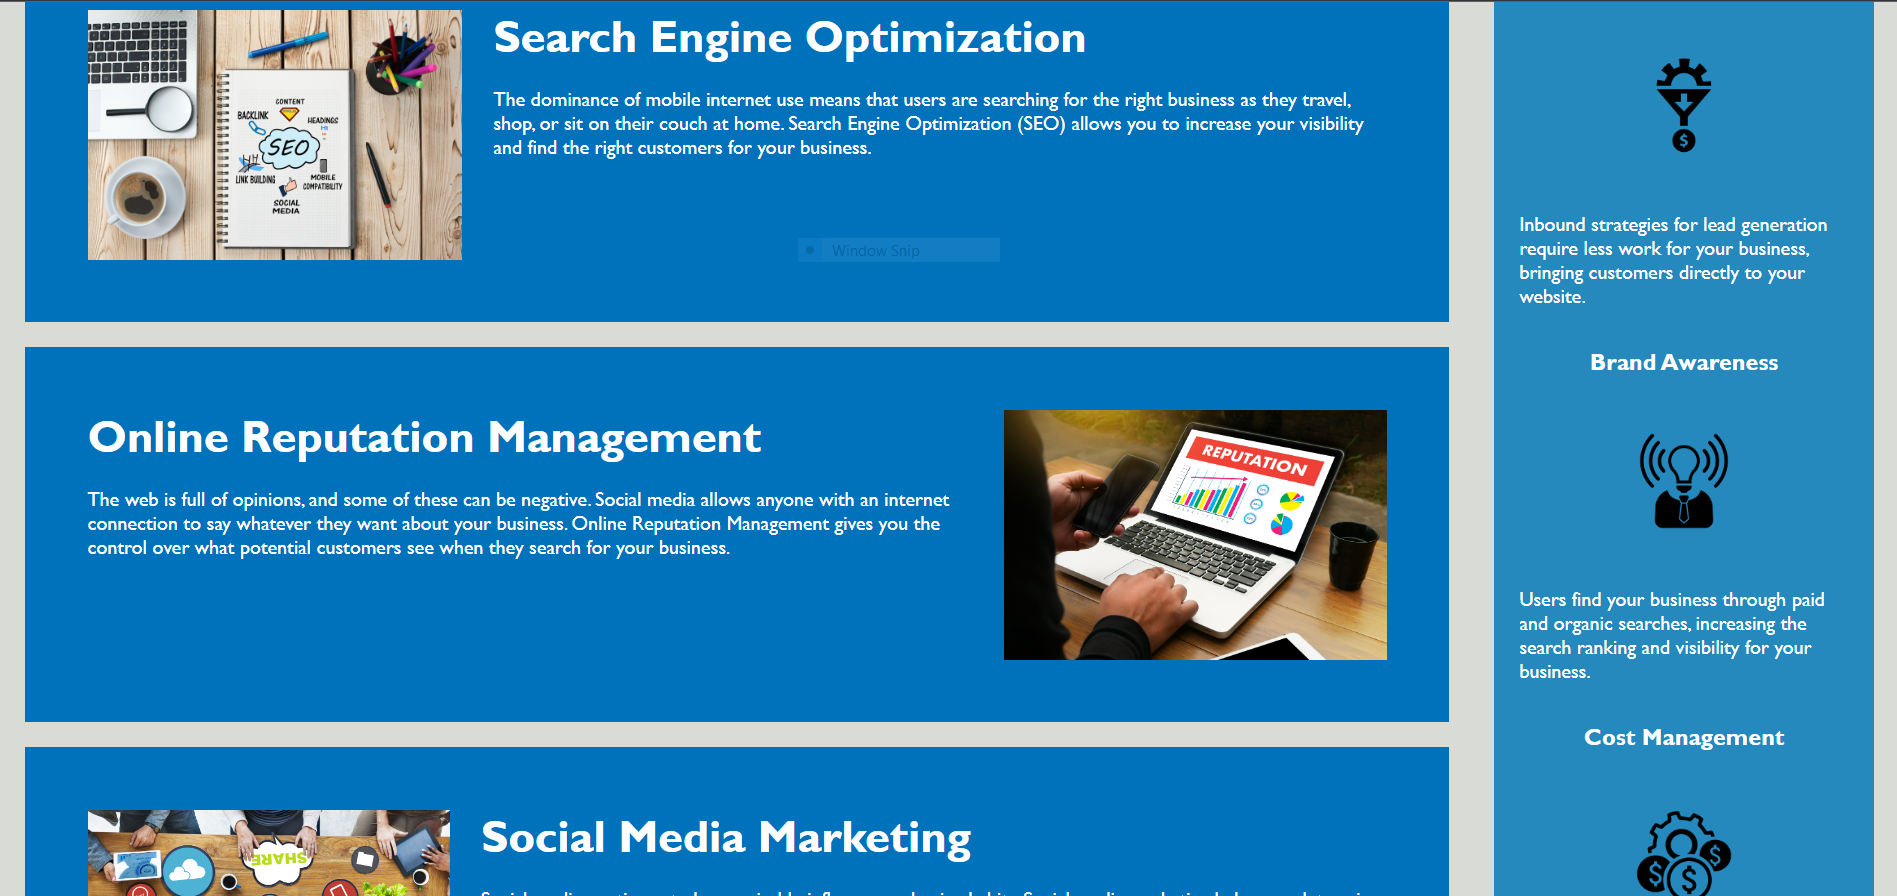 Search Engine Optimization
The dominance of mobile internet use means that users are searching for the right business as they travel,
shop, or sit on their couch at home. Search Engine Optimization (SEO) allows you to increase your visibility
and find the right customers for your business.
CONTENT
BACKLINK
HEADINGS
SEO
LINK BUILDING
MOBILE
COMPATIBILITY
SOCIAL
MEDIA
Window Snip
Online Reputation Management
The web is full of opinions, and some of these can be negative. Social media allows anyone with an internet
connection to say whatever they want about your business. Online Reputation Management gives you the
control over what potential customers see when they search for your business.
REPUTATION
SHARE
Social Media Marketing
Inbound strategies for lead generation
require less work for your business,
bringing customers directly to your
website.
Brand Awareness
Users find your business through paid
and organic searches, increasing the
search ranking and visibility for your
business.
Cost Management